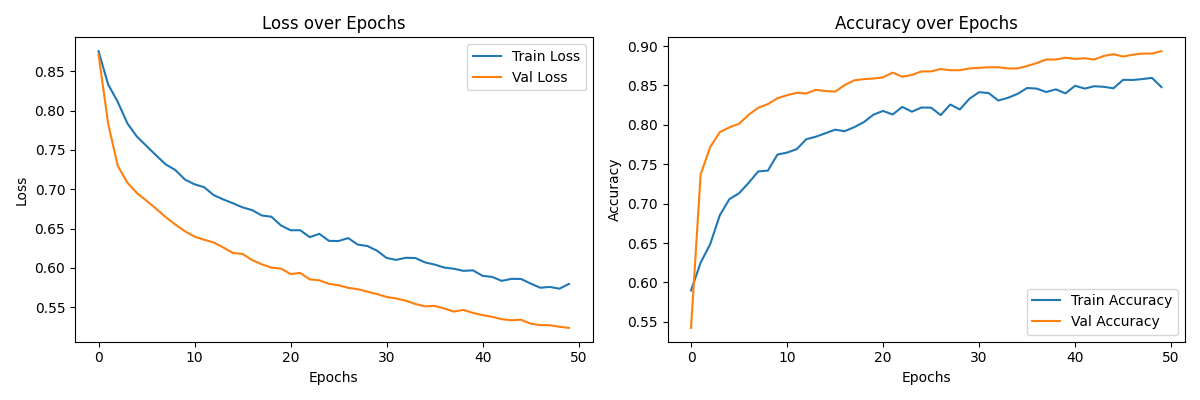 Loss over Epochs
Loss
0.85
0.80
0.75
0.70
0.65
0.60
0.55
Train Loss
Val Loss
0 10 20 30 40 50
Epochs
Accuracy over Epochs
Accuracy
0.90
0.85
0.80
0.75
0.70
0.65
0.60
0.55
Train Accuracy
Val Accuracy
0 10 20 30 40 50
Epochs